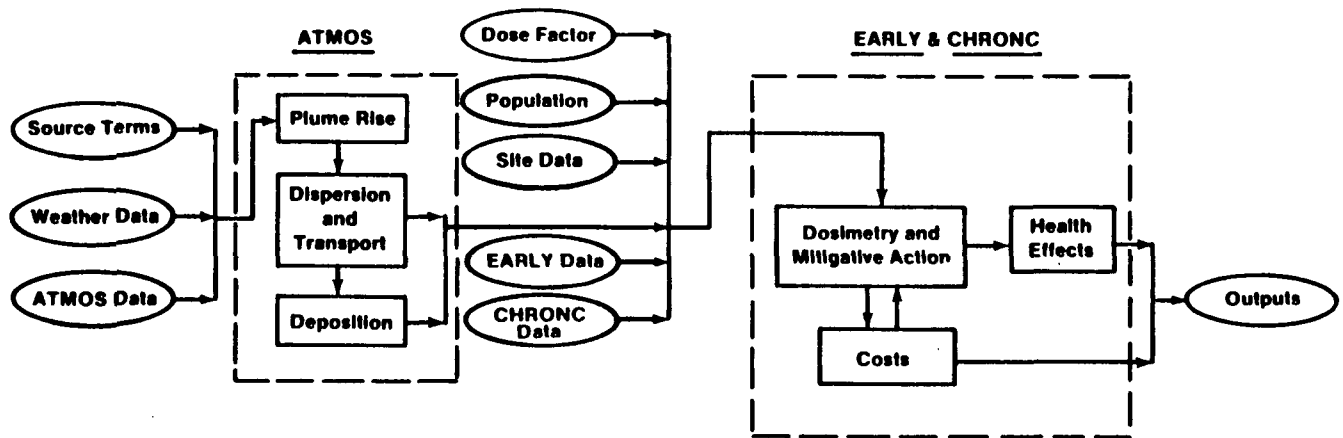 ATMOS
Source Terms
Weather Data
ATMOS Data
Plume Rise
Dispersion
and
Transport
Deposition
Dose Factor
Population
Site Data
EARLY Data
CHRONC
Data
EARLY & CHRONC
Dosimetry and
Mitigative Action
Health
Effects
Costs
Outputs